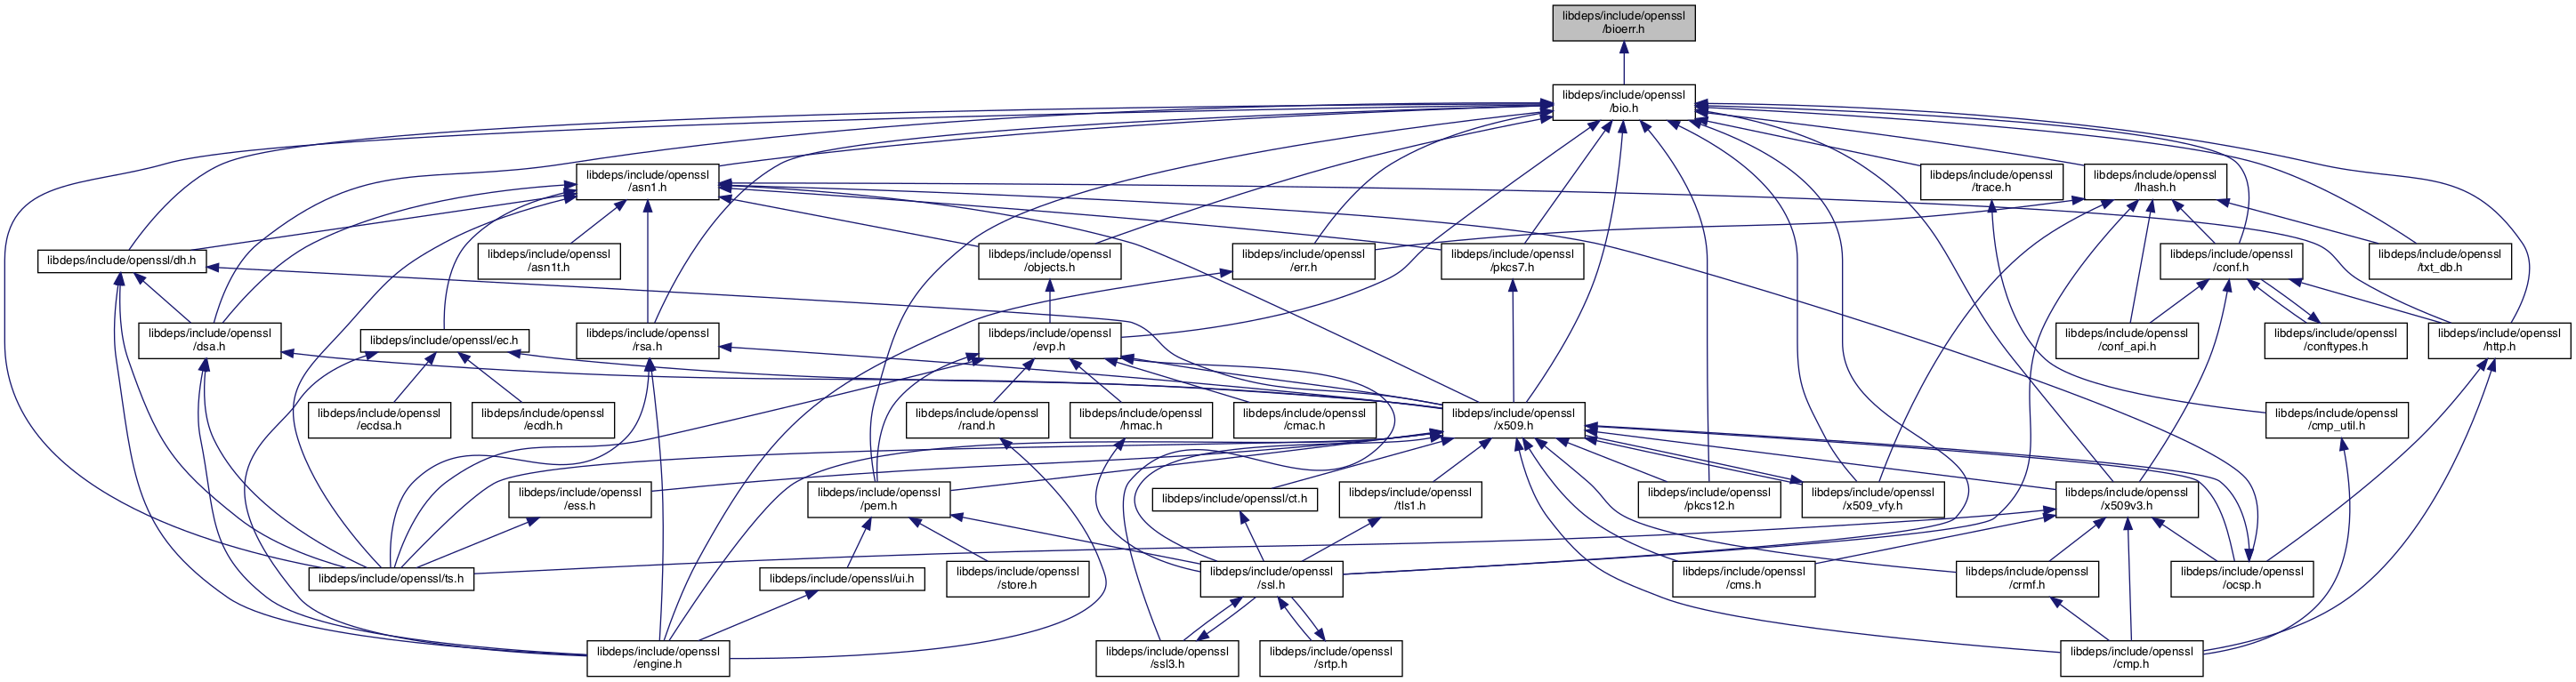 libdeps/include/openssl
/bioerr.h
libdeps/include/openssl
/bio.h
libdeps/include/openssl
/asn1.h
libdeps/include/openssl
/trace.h
libdeps/include/openssl
/lhash.h
libdeps/include/openssl/dh.h
libdeps/include/openssl
/asn1t.h
libdeps/include/openssl
/objects.h
libdeps/include/openssl
/err.h
libdeps/include/openssl
/pkcs7.h
libdeps/include/openssl
/conf.h
libdeps/include/openssl
/txt_db.h
libdeps/include/openssl
/dsa.h
libdeps/include/openssl/ec.h
libdeps/include/openssl
/rsa.h
libdeps/include/openssl
/evp.h
libdeps/include/openssl
/conf_api.h
libdeps/include/openssl
/conftypes.h
libdeps/include/openssl
/http.h
libdeps/include/openssl
/ecdsa.h
libdeps/include/openssl
/ecdh.h
libdeps/include/openssl
/rand.h
libdeps/include/openssl
/hmac.h
libdeps/include/openssl
/cmac.h
libdeps/include/openssl
/x509.h
libdeps/include/openssl
/cmp_util.h
libdeps/include/openssl
/ess.h
libdeps/include/openssl
/pem.h
libdeps/include/openssl/ct.h
libdeps/include/openssl
/tls1.h
libdeps/include/openssl
/pkcs12.h
libdeps/include/openssl
/x509_vfy.h
libdeps/include/openssl
/x509v3.h
libdeps/include/openssl/ts.h
libdeps/include/openssl/ui.h
libdeps/include/openssl
/store.h
libdeps/include/openssl
/ssl.h
libdeps/include/openssl
/cms.h
libdeps/include/openssl
/crmf.h
libdeps/include/openssl
/ocsp.h
libdeps/include/openssl
/engine.h
libdeps/include/openssl
/ssl3.h
libdeps/include/openssl
/srtp.h
libdeps/include/openssl
/cmp.h